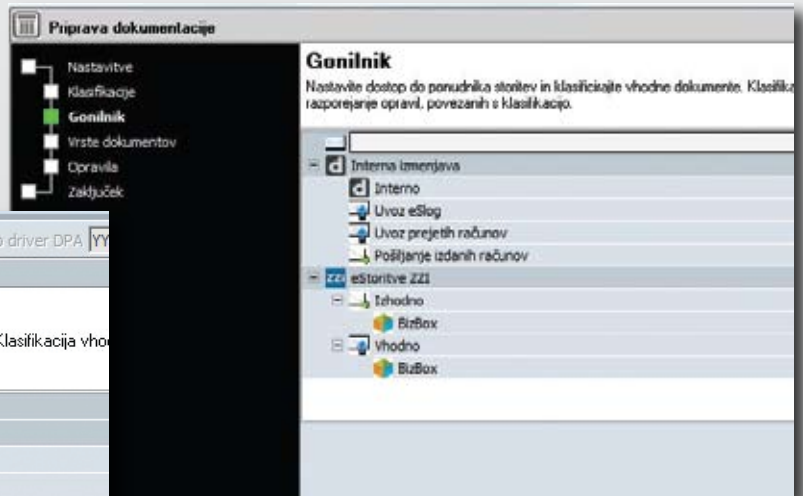 Priprava dokumentacije
Nastavitve
Klasifikacije
Gonilnik
Vrste dokumentov
Opravila
Zaključek
Gonilnik
Nastavite dostop do ponudnika storitev in klasificirajte vhodne dokumente.
razporejanje opravil, povezanih s klasifikacijo.
Interna izmenjava
Interno
Uvoz eSlog
Uvoz prejetih računov
Pošiljanje izdanih računov
ZZI eStoritve ZZI
Izhodno
BizBox
Vhodno
BizBox
driver DPA YY
Klasifikacija